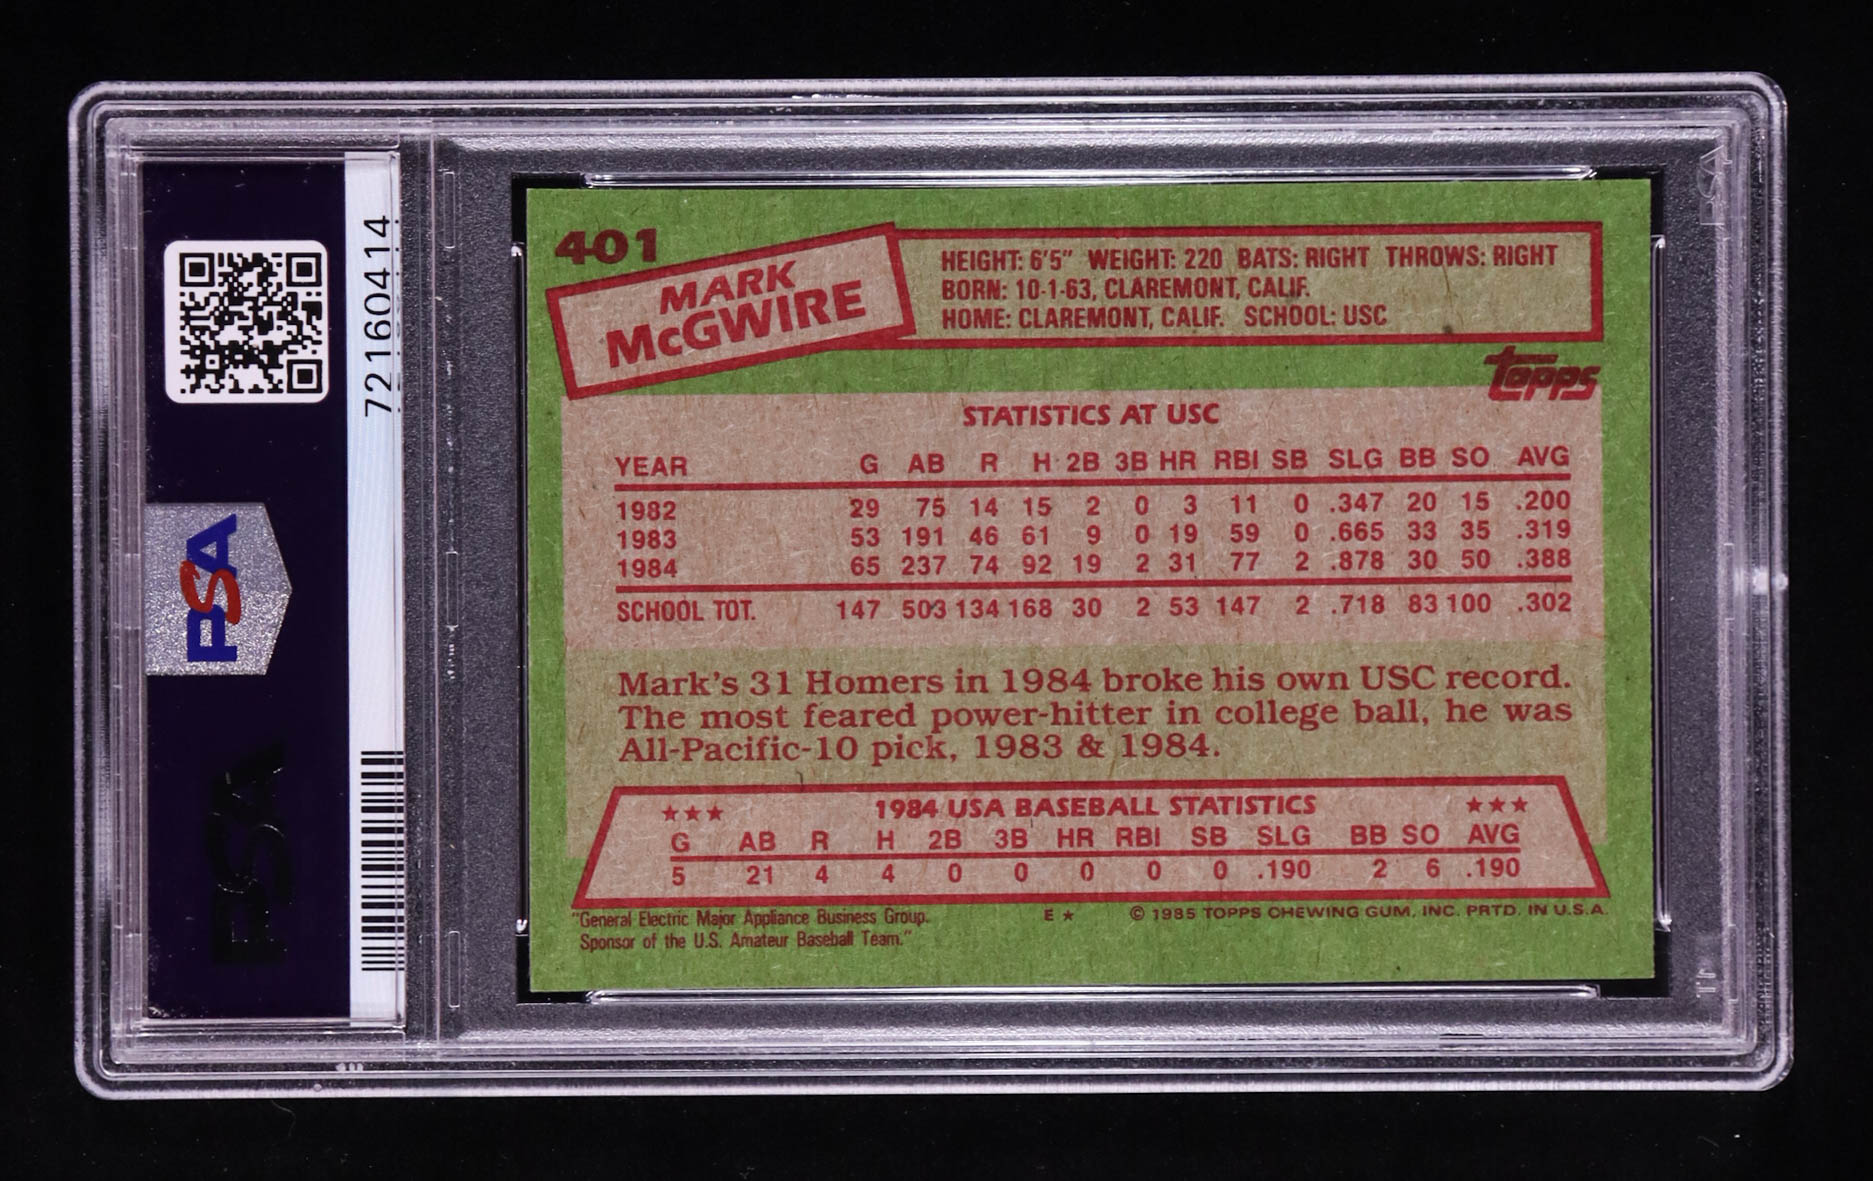 72160414
PSA
PSA
401
MARK
McGWIRE
HEIGHT: 6'5" WEIGHT: 220 BATS: RIGHT THROWS: RIGHT
BORN: 10-1-63, CLAREMONT, CALIF.
HOME: CLAREMONT, CALIF. SCHOOL: USC
topps
STATISTICS AT USC
YEAR G AB R H 2B 3B HR RBI SB SLG BB SO AVG
1982 29 75 14 15 2 0 3 11 0 .347 20 15 .200
1983 53 191 46 61 9 0 19 59 0 .665 33 35 .319
1984 65 237 74 92 19 2 31 77 2 .878 30 50 .388
SCHOOL TOT. 147 503 134 168 30 2 53 147 2 .718 83 100 .302
Mark's 31 Homers in 1984 broke his own USC record.
The most feared power-hitter in college ball, he was
All-Pacific-10 pick, 1983 & 1984.
★★★ 1984 USA BASEBALL STATISTICS ★★★
G AB R H 2B 3B HR RBI SB SLG BB SO AVG
5 21 4 4 0 0 0 0 0 .190 2 6 .190
"General Electric Major Appliance Business Group. E★ © 1985 TOPPS CHEWING GUM, INC. PRTD. IN U.S.A.
Sponsor of the U.S. Amateur Baseball Team."
PSA